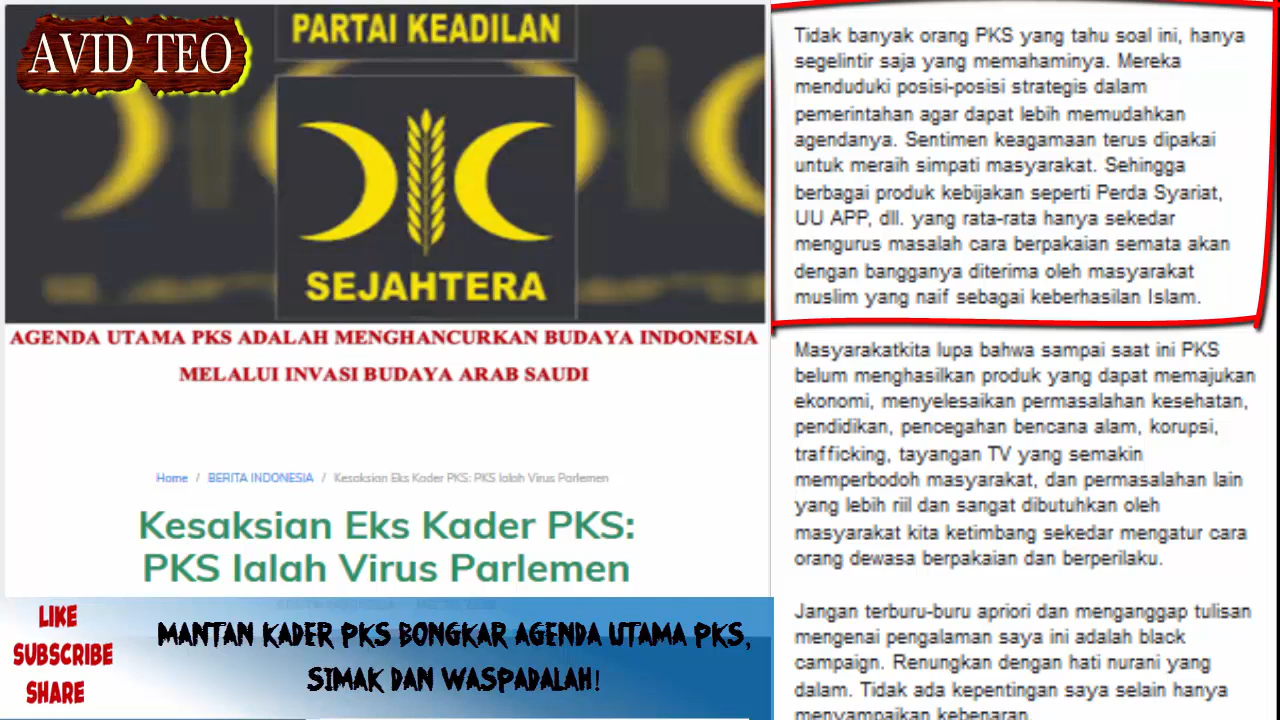 AVID TEO
PARTAI KEADILAN
SEJAHTERA
AGENDA UTAMA PKS ADALAH MENGHANCURKAN BUDAYA INDONESIA
MELALUI INVASI BUDAYA ARAB SAUDI
Home / BERITA INDONESIA / Kesaksian Eks Kader PKS: PKS Ialah Virus Parlemen
Kesaksian Eks Kader PKS:
PKS Ialah Virus Parlemen
LIKE
SUBSCRIBE
SHARE
MANTAN KADER PKS BONGKAR AGENDA UTAMA PKS,
SIMAK DAN WASPADALAH!
Tidak banyak orang PKS yang tahu soal ini, hanya
segelintir saja yang memahaminya. Mereka
menduduki posisi-posisi strategis dalam
pemerintahan agar dapat lebih memudahkan
agendanya. Sentimen keagamaan terus dipakai
untuk meraih simpati masyarakat. Sehingga
berbagai produk kebijakan seperti Perda Syariat,
UU APP, dll. yang rata-rata hanya sekedar
mengurus masalah cara berpakaian semata akan
dengan bangganya diterima oleh masyarakat
muslim yang naif sebagai keberhasilan Islam.
Masyarakatkita lupa bahwa sampai saat ini PKS
belum menghasilkan produk yang dapat memajukan
ekonomi, menyelesaikan permasalahan kesehatan,
pendidikan, pencegahan bencana alam, korupsi,
trafficking, tayangan TV yang semakin
memperbodoh masyarakat, dan permasalahan lain
yang lebih riil dan sangat dibutuhkan oleh
masyarakat kita ketimbang sekedar mengatur cara
orang dewasa berpakaian dan berperilaku.
Jangan terburu-buru apriori dan menganggap tulisan
mengenai pengalaman saya ini adalah black
campaign. Renungkan dengan hati nurani yang
dalam. Tidak ada kepentingan saya selain hanya
menyampaikan kebenaran.